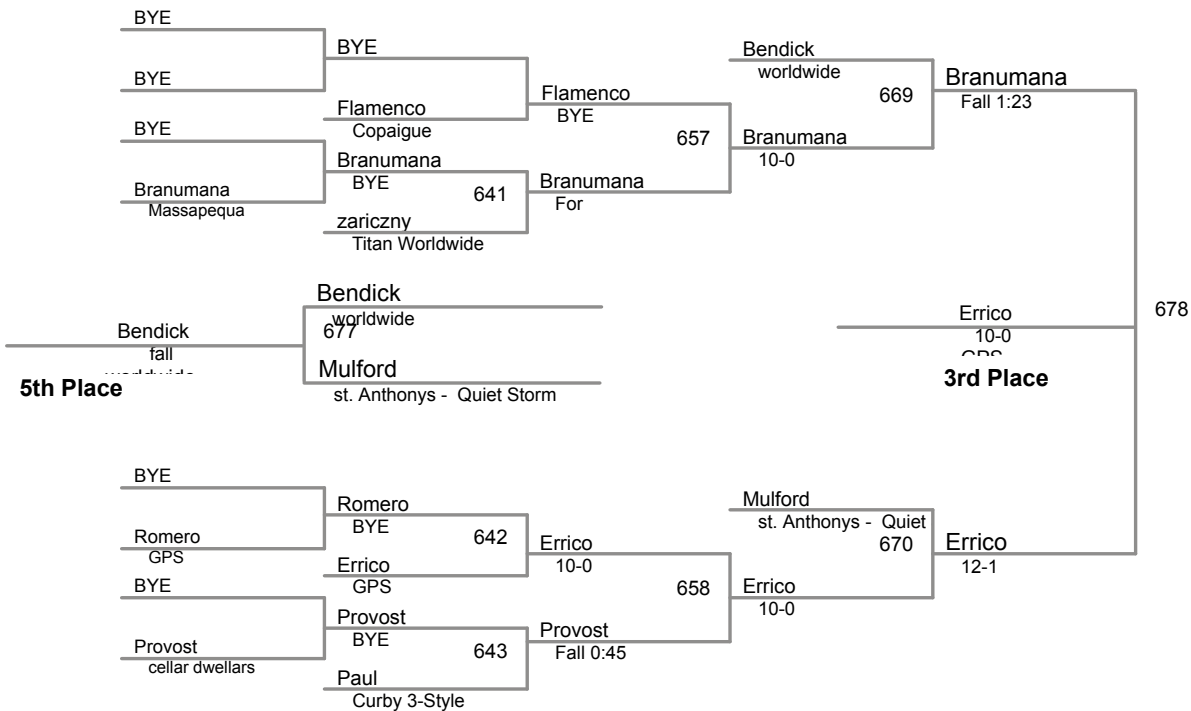 BYE
BYE
BYE
Flamenco
Copaigue
BYE
Branumana
Massapequa
Branumana
BYE
641
zariczny
Titan Worldwide
Flamenco
BYE
657
Branumana
For
Bendick
worldwide
669
Branumana
10-0
Branumana
Fall 1:23
678
Bendick
worldwide
677
Mulford
st. Anthonys - Quiet Storm
Bendick
fall
5th Place
Errico
10-0
3rd Place
BYE
Romero
GPS
Romero
BYE
642
Errico
GPS
BYE
Provost
cellar dwellars
Provost
BYE
643
Paul
Curby 3-Style
Errico
10-0
658
Provost
Fall 0:45
Mulford
st. Anthonys - Quiet
670
Errico
10-0
Errico
12-1